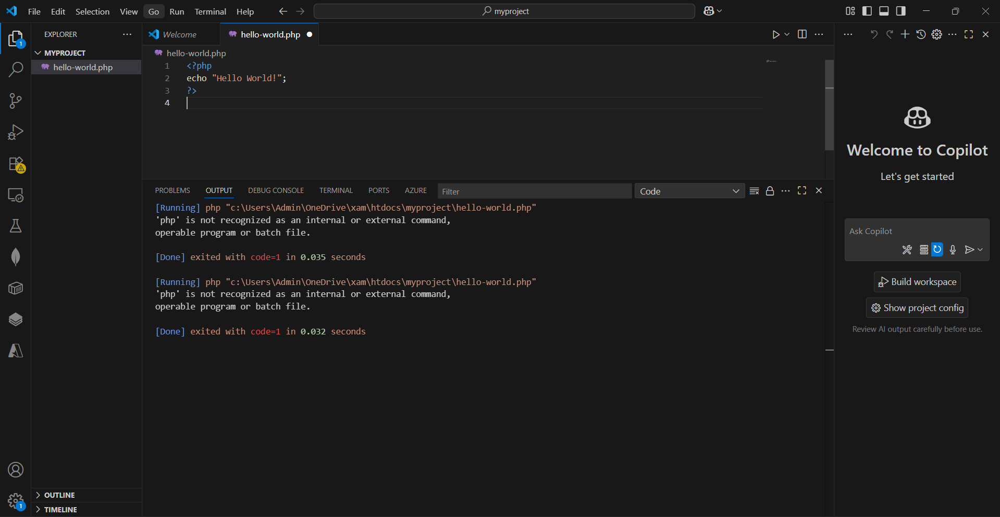 File Edit Selection View Go Run Terminal Help
myproject
EXPLORER
MYPROJECT
hello-world.php
Welcome
hello-world.php
hello-world.php
1 <?php
2 echo "Hello World!";
3 ?>
4
PROBLEMS OUTPUT DEBUG CONSOLE TERMINAL PORTS AZURE
Filter
Code
[Running] php "c:\Users\Admin\OneDrive\xam\htdocs\myproject\hello-world.php"
'php' is not recognized as an internal or external command,
operable program or batch file.
[Done] exited with code=1 in 0.035 seconds
[Running] php "c:\Users\Admin\OneDrive\xam\htdocs\myproject\hello-world.php"
'php' is not recognized as an internal or external command,
operable program or batch file.
[Done] exited with code=1 in 0.032 seconds
Welcome to Copilot
Let's get started
Ask Copilot
Build workspace
Show project config
Review AI output carefully before use.
1
OUTLINE
1
TIMELINE